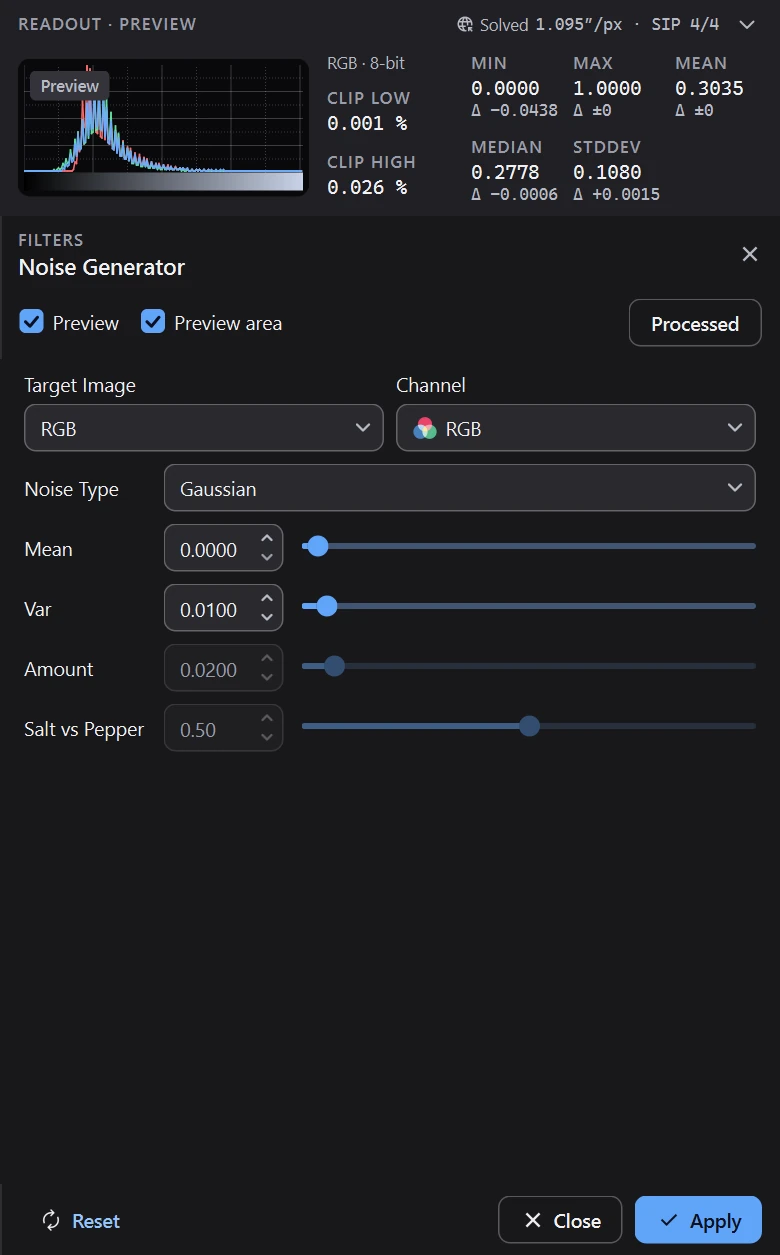 READOUT · PREVIEW
Solved 1.095″/px · SIP 4/4
Preview
RGB · 8-bit
CLIP LOW
0.001 %
CLIP HIGH
0.026 %
MIN
0.0000
Δ −0.0438
MAX
1.0000
Δ ±0
MEAN
0.3035
Δ ±0
MEDIAN
0.2778
Δ −0.0006
STDDEV
0.1080
Δ +0.0015
FILTERS
Noise Generator
Preview
Preview area
Processed
Target Image
Channel
RGB
RGB
Noise Type
Gaussian
Mean
0.0000
Var
0.0100
Amount
0.0200
Salt vs Pepper
0.50
Reset
Close
Apply